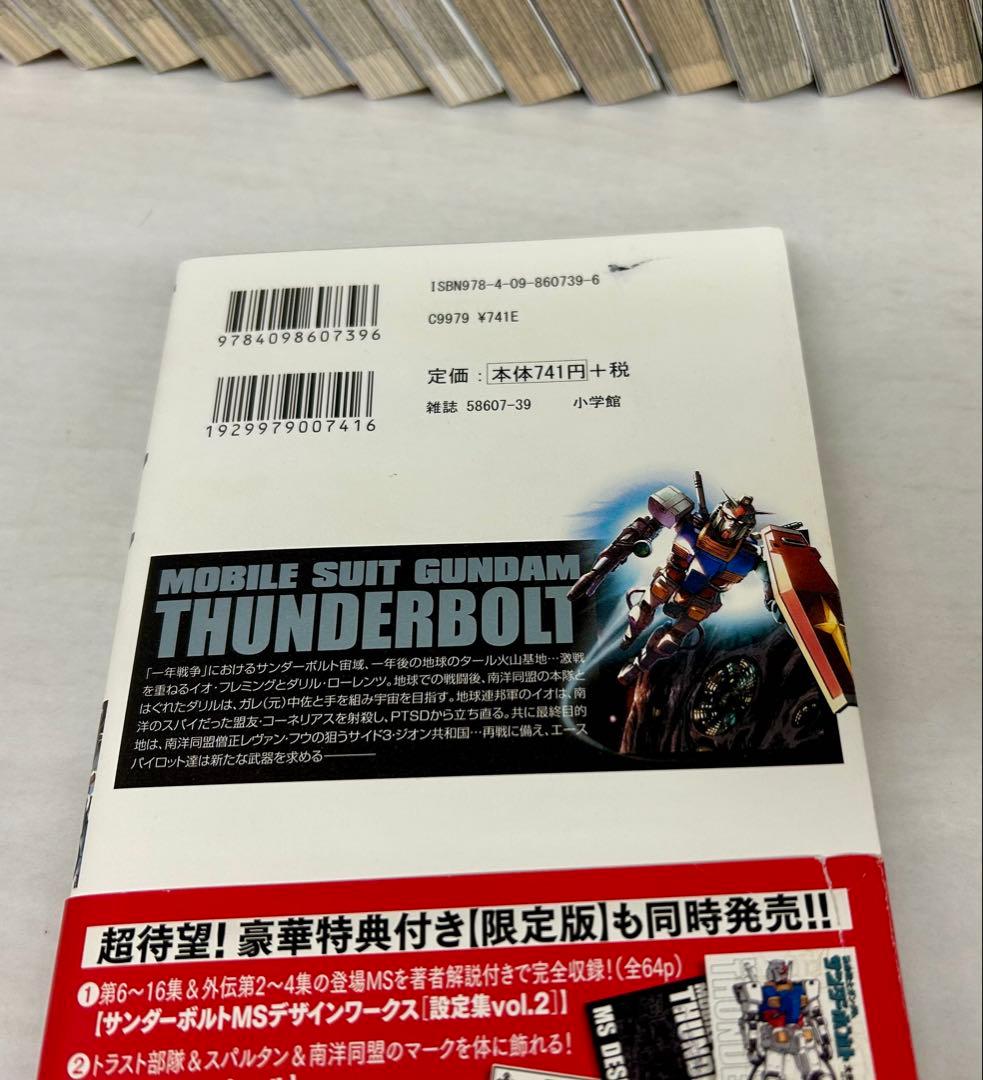 ISBN978-4-09-860739-6
9784098607396
C9979 ¥741E
定価：本体741円＋税
1929979007416
雑誌 58607-39 小学館
MOBILE SUIT GUNDAM
THUNDERBOLT
「一年戦争」におけるサンダーボルト宙域、一年後の地球のタール火山基地…激戦
を重ねるイオ・フレミングとダリル・ローレンツ。地球での戦闘後、南洋同盟の本隊と
はぐれたダリルは、ガレ(元)中佐と手を組み宇宙を目指す。地球連邦軍のイオは、南
洋のスパイだった盟友・コーネリアスを射殺し、PTSDから立ち直る。共に最終目的
地は、南洋同盟僧正レヴァン・フウの狙うサイド3・ジオン共和国…再戦に備え、エース
パイロット達は新たな武器を求める――
超待望！豪華特典付き【限定版】も同時発売!!
❶第6〜16集＆外伝第2〜4集の登場MSを著者解説付きで完全収録！(全64p)
【サンダーボルトMSデザインワークス［設定集vol.2］】
❷トラスト部隊＆スパルタン＆南洋同盟のマークを体に飾れる！
サンダーボルト
MS DES